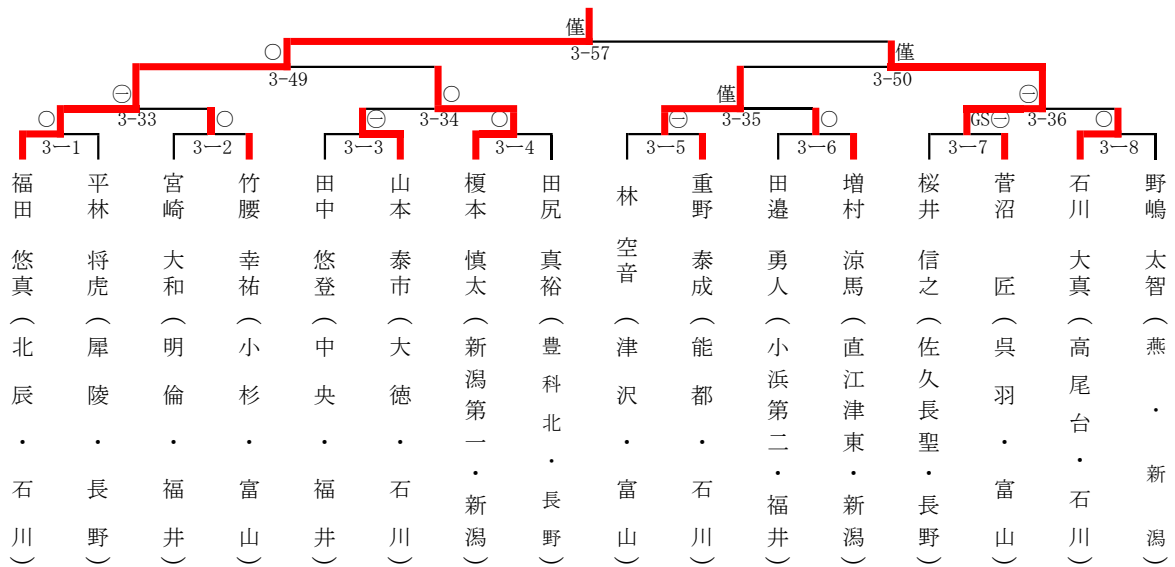 僅
3-57
○
僅
3-49
3-50
㊀
○
僅
㊀
○
3-33
○
㊀
3-34
○
㊀
3-35
○
GS㊀
3-36
○
3ー1
3ー2
3ー3
3ー4
3ー5
3ー6
3ー7
3ー8
福田 悠真（北辰・石川）
平林 将虎（犀陵・長野）
宮崎 大和（明倫・福井）
竹腰 幸祐（小杉・富山）
田中 悠登（中央・福井）
山本 泰市（大徳・石川）
榎本 慎太（新潟第一・新潟）
田尻 真裕（豊科北・長野）
林 空音（津沢・富山）
重野 泰成（能都・石川）
田邉 勇人（小浜第二・福井）
増村 涼馬（直江津東・新潟）
桜井 信之（佐久長聖・長野）
菅沼 匠（呉羽・富山）
石川 大真（高尾台・石川）
野嶋 太智（燕・新潟）